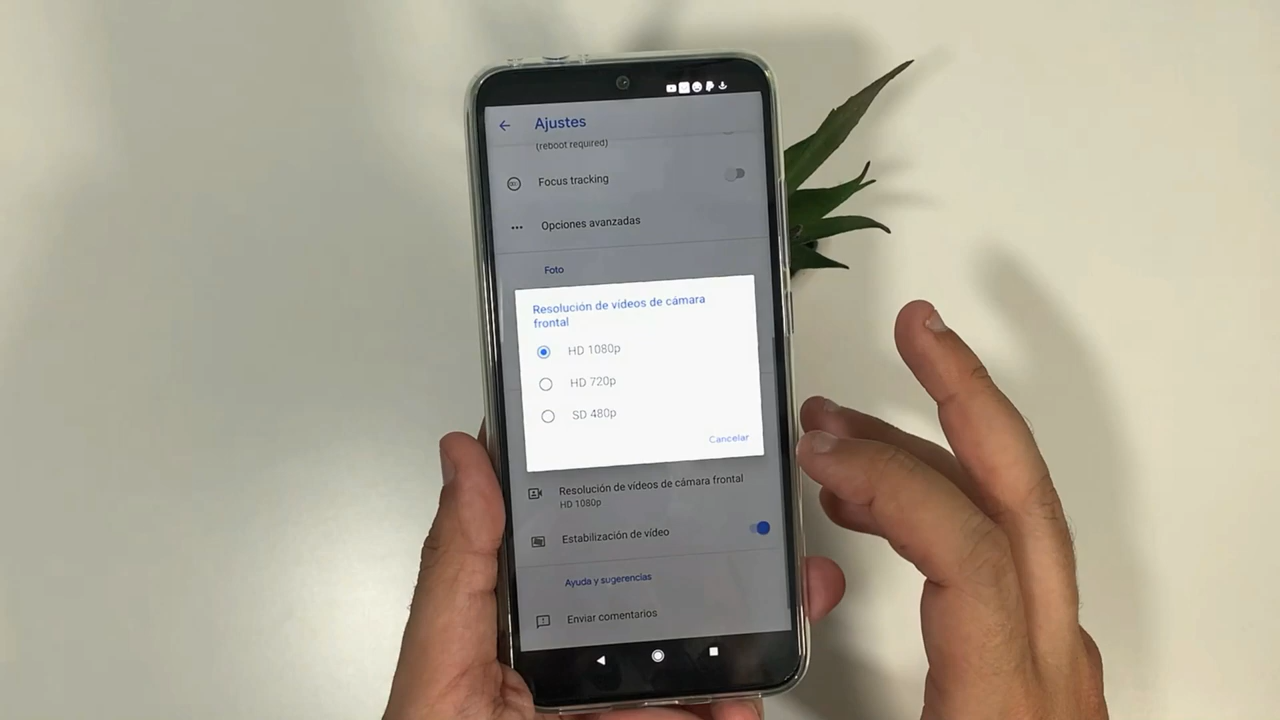 Ajustes
(reboot required)
Focus tracking
Opciones avanzadas
Foto
Resolución de vídeos de cámara
frontal
HD 1080p
HD 720p
SD 480p
Cancelar
Resolución de vídeos de cámara frontal
HD 1080p
Estabilización de vídeo
Ayuda y sugerencias
Enviar comentarios